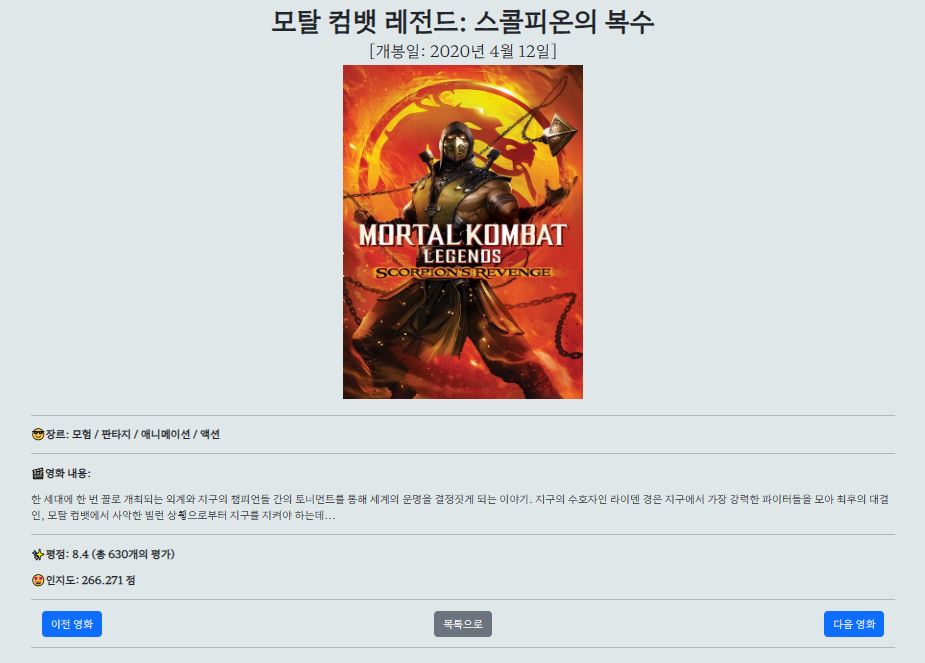 모탈 컴뱃 레전드: 스콜피온의 복수
[개봉일: 2020년 4월 12일]
MORTAL KOMBAT
LEGENDS
SCORPION'S REVENGE
😎장르: 모험 / 판타지 / 애니메이션 / 액션
🎬영화 내용:
한 세대에 한 번 꼴로 개최되는 외계와 지구의 챔피언들 간의 토너먼트를 통해 세계의 운명을 결정짓게 되는 이야기. 지구의 수호자인 라이덴 경은 지구에서 가장 강력한 파이터들을 모아 최후의 대결
인, 모탈 컴뱃에서 사악한 빌런 상쑹으로부터 지구를 지켜야 하는데...
✨평점: 8.4 (총 630개의 평가)
🤩인지도: 266.271 점
이전 영화
목록으로
다음 영화